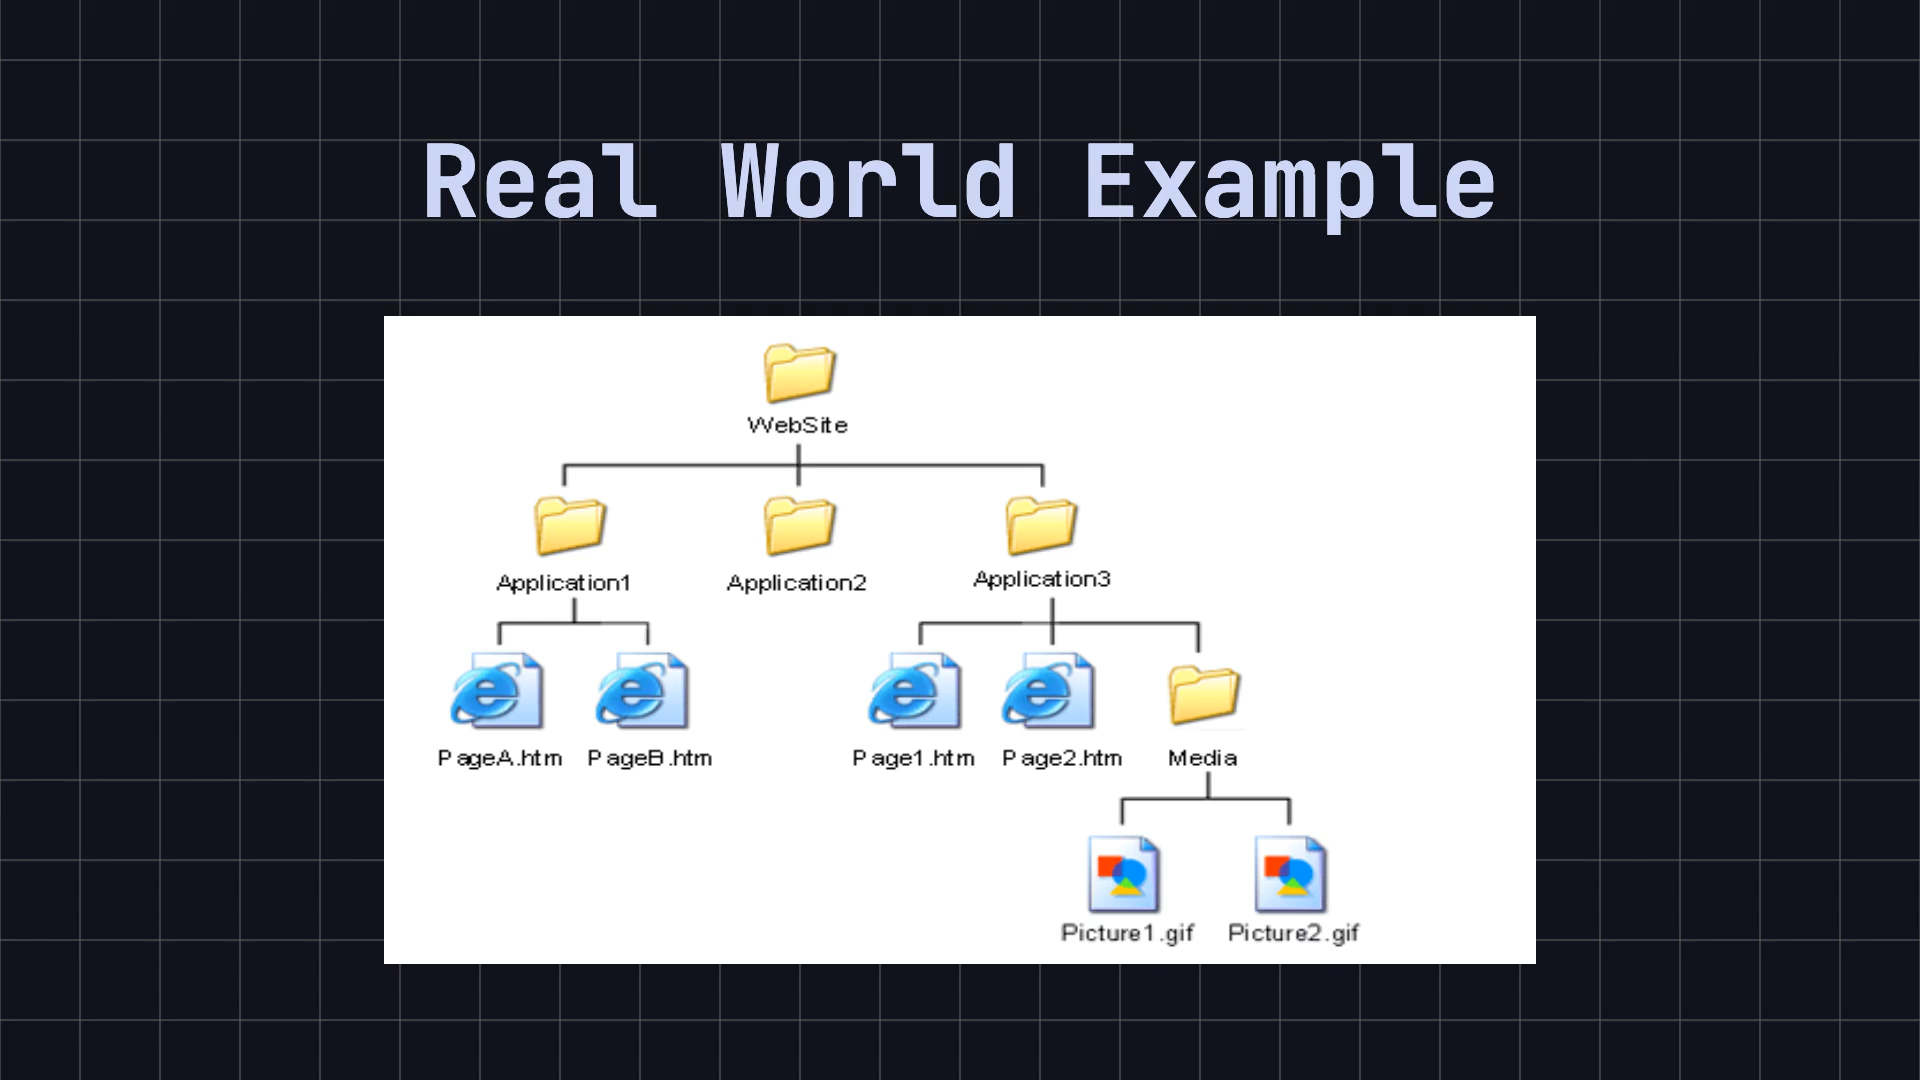 Real World Example
WebSite
Application1 Application2 Application3
PageA.htm PageB.htm Page1.htm Page2.htm Media
Picture1.gif Picture2.gif